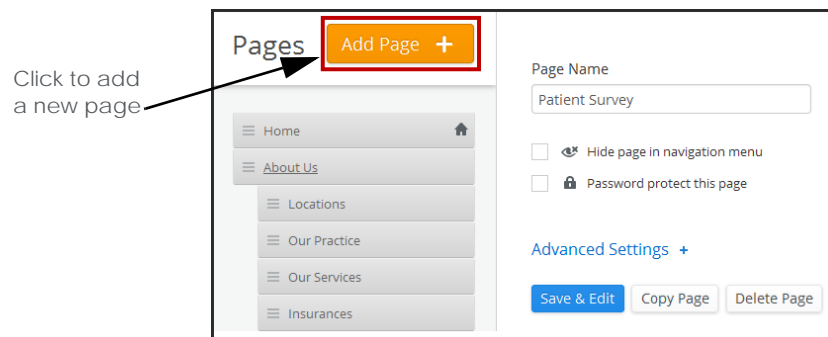 Click to add
a new page
Pages
Add Page +
Home
About Us
Locations
Our Practice
Our Services
Insurances
Page Name
Patient Survey
Hide page in navigation menu
Password protect this page
Advanced Settings +
Save & Edit
Copy Page
Delete Page